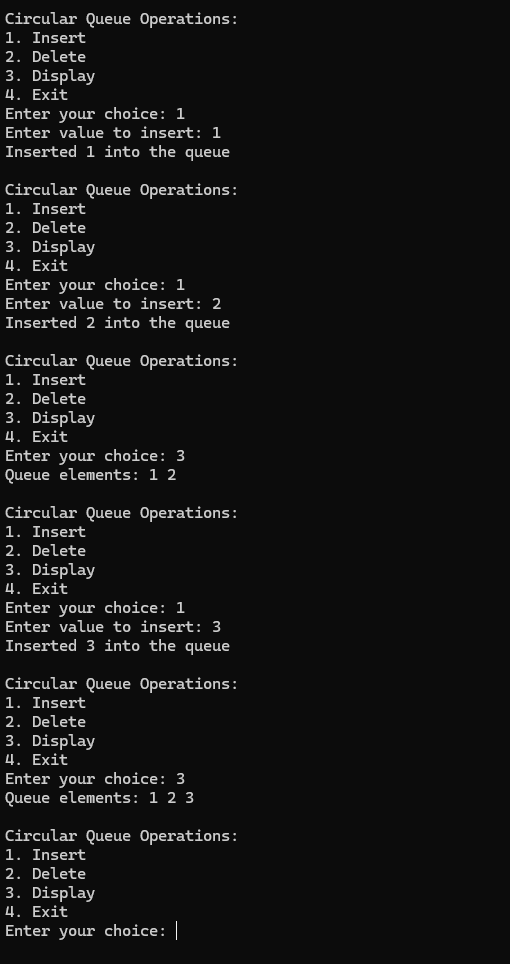 Circular Queue Operations:
1. Insert
2. Delete
3. Display
4. Exit
Enter your choice: 1
Enter value to insert: 1
Inserted 1 into the queue
Circular Queue Operations:
1. Insert
2. Delete
3. Display
4. Exit
Enter your choice: 1
Enter value to insert: 2
Inserted 2 into the queue
Circular Queue Operations:
1. Insert
2. Delete
3. Display
4. Exit
Enter your choice: 3
Queue elements: 1 2
Circular Queue Operations:
1. Insert
2. Delete
3. Display
4. Exit
Enter your choice: 1
Enter value to insert: 3
Inserted 3 into the queue
Circular Queue Operations:
1. Insert
2. Delete
3. Display
4. Exit
Enter your choice: 3
Queue elements: 1 2 3
Circular Queue Operations:
1. Insert
2. Delete
3. Display
4. Exit
Enter your choice: